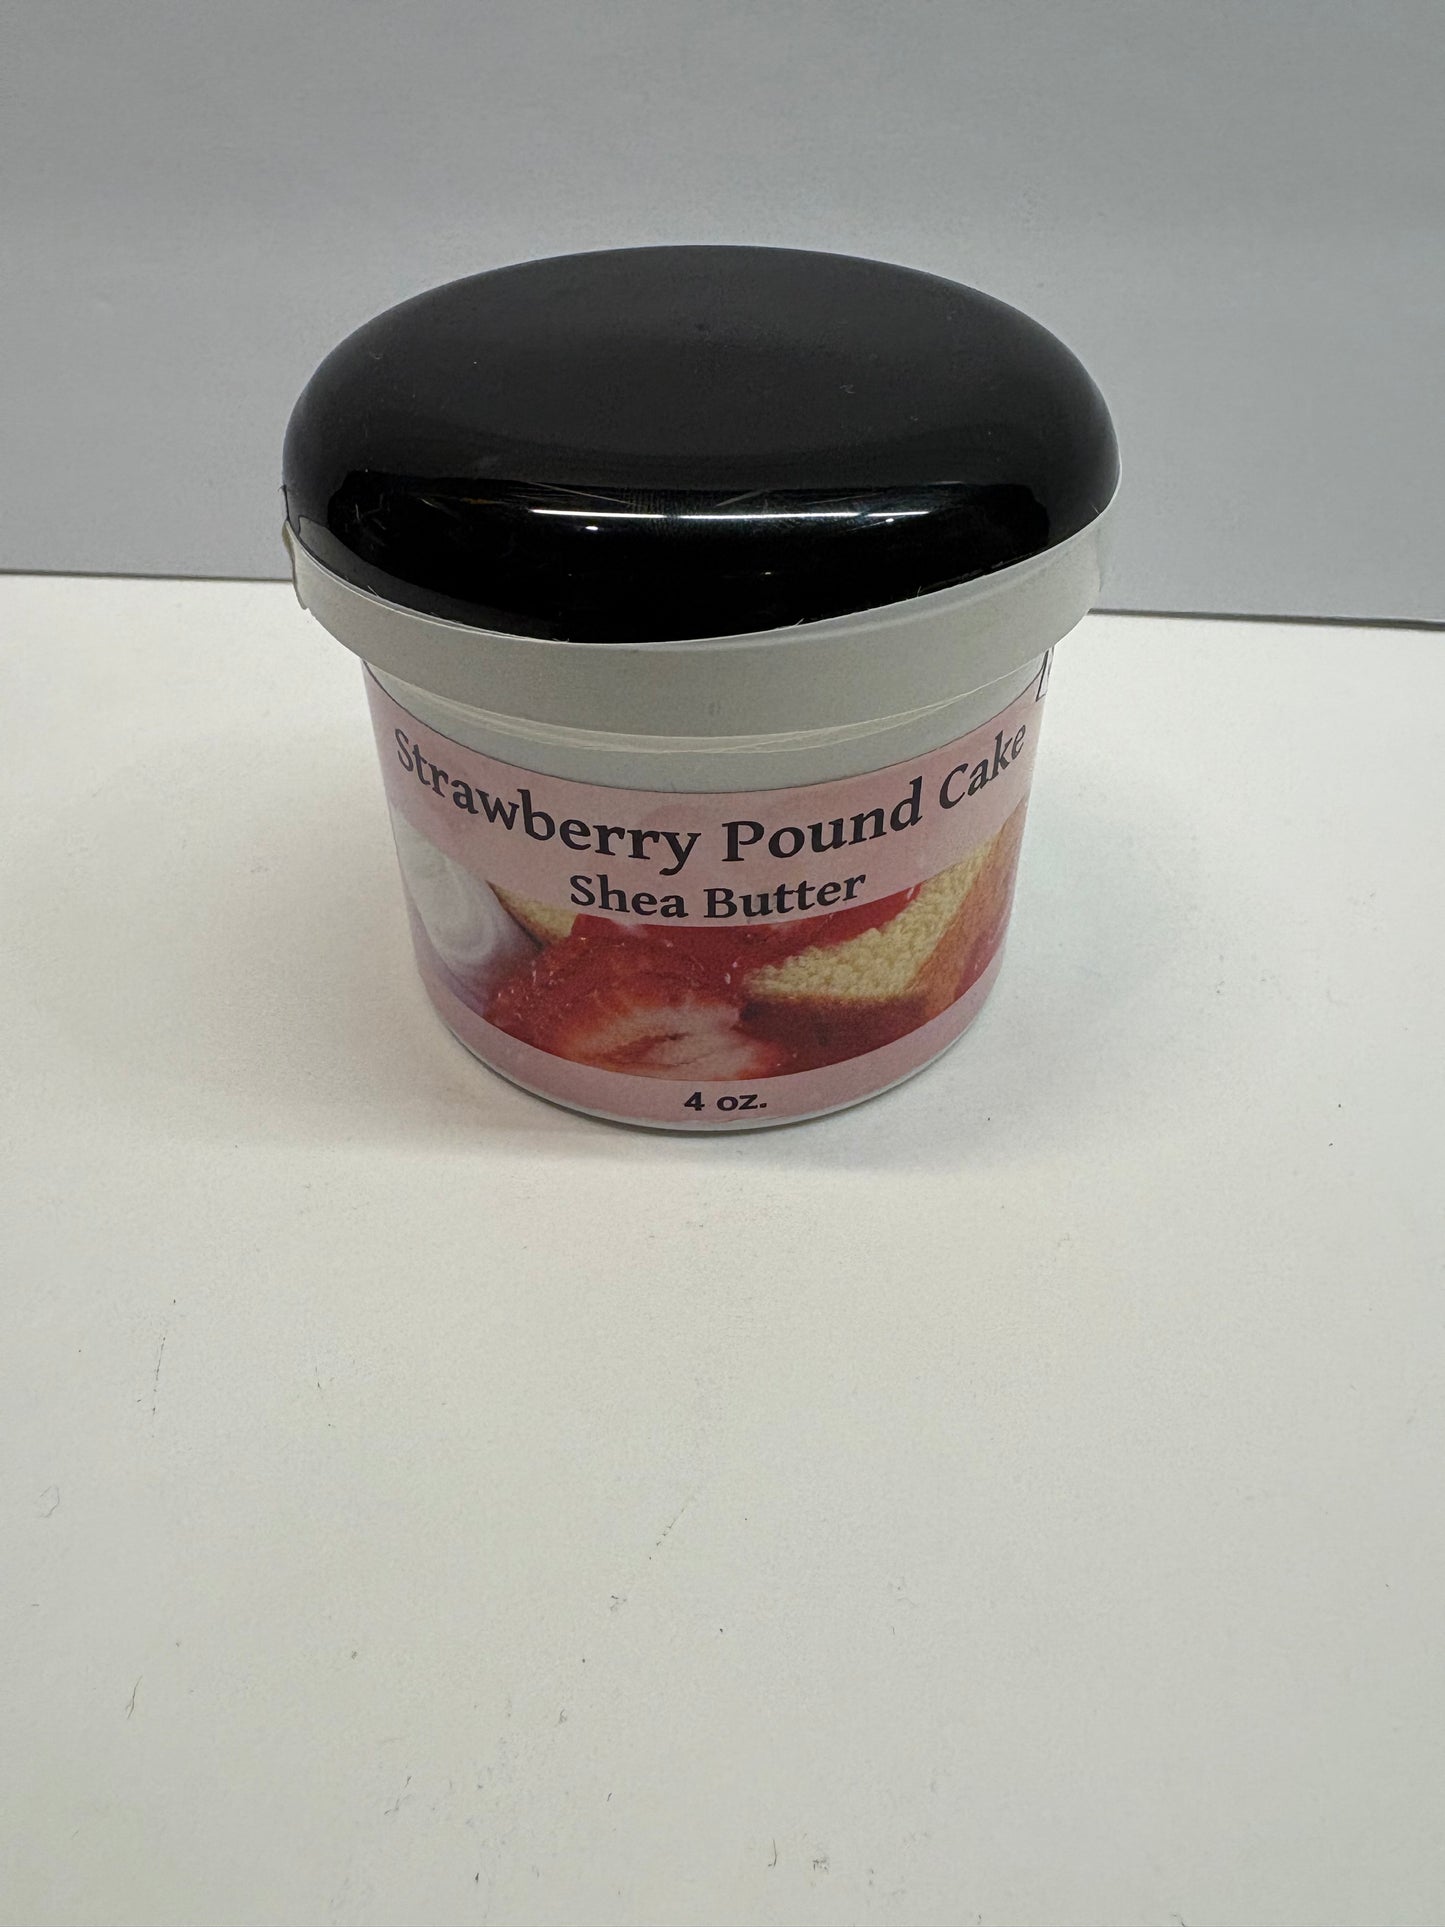 Strawberry Pound Cake
Shea Butter
4 oz.